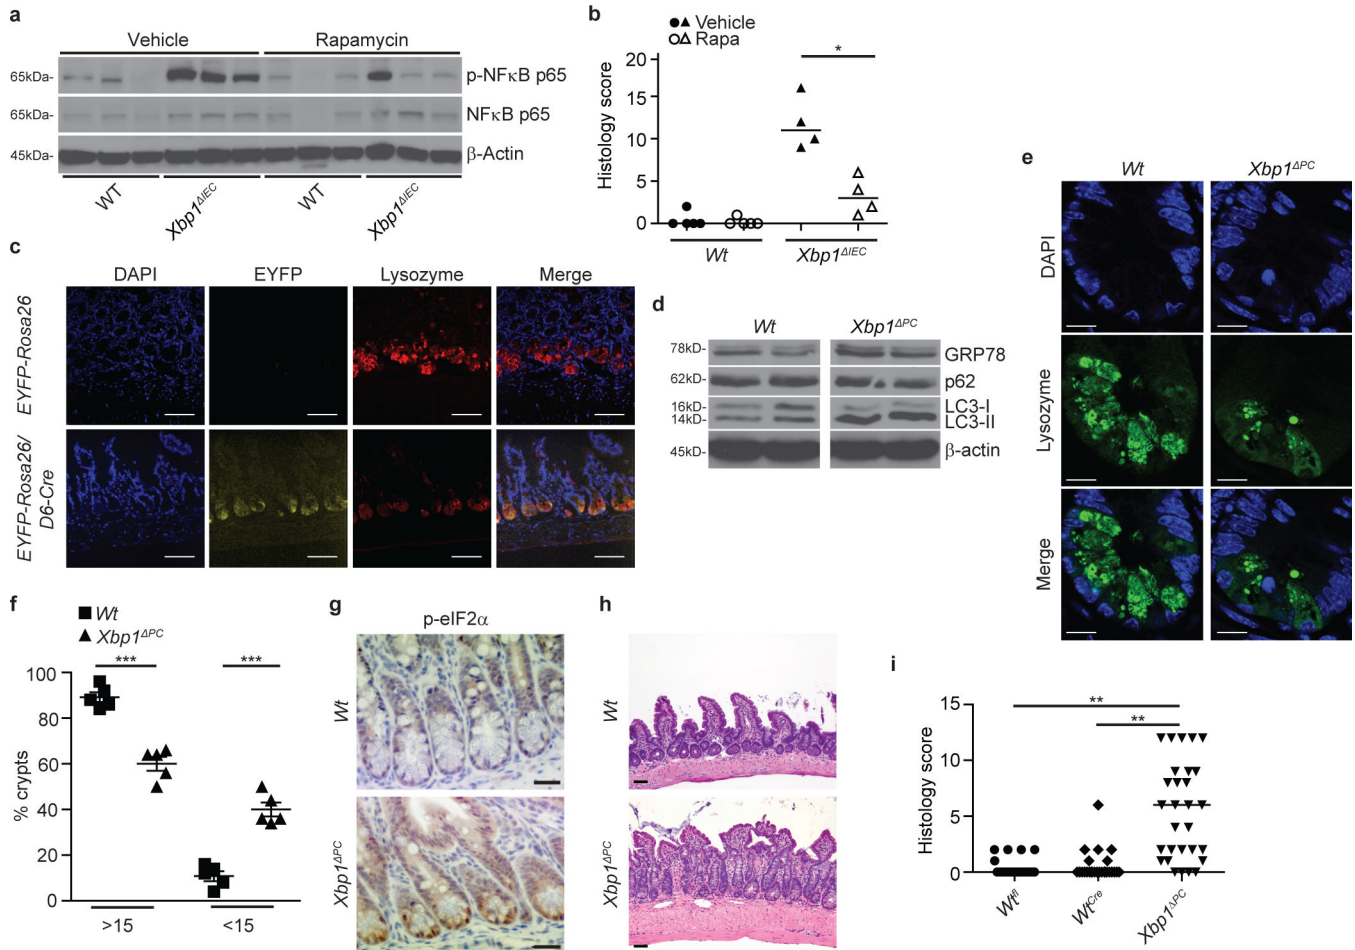 a
Vehicle
Rapamycin
65kDa-
p-NFκB p65
65kDa-
NFκB p65
45kDa-
β-Actin
WT
Xbp1ΔIEC
WT
Xbp1ΔIEC
b
Vehicle
Rapa
*
20
15
10
5
0
Histology score
Wt
Xbp1ΔIEC
c
DAPI
EYFP
Lysozyme
Merge
EYFP-Rosa26
EYFP-Rosa26/
D6-Cre
d
Wt
Xbp1ΔPC
78kD-
GRP78
62kD-
p62
16kD-
LC3-I
14kD-
LC3-II
45kD-
β-actin
e
Wt
Xbp1ΔPC
DAPI
Lysozyme
Merge
f
Wt
Xbp1ΔPC
***
***
100
80
60
40
20
0
% crypts
>15
<15
g
p-eIF2α
Wt
Xbp1ΔPC
h
Wt
Xbp1ΔPC
i
**
**
15
10
5
0
Histology score
Wtfl
WtCre
Xbp1ΔPC